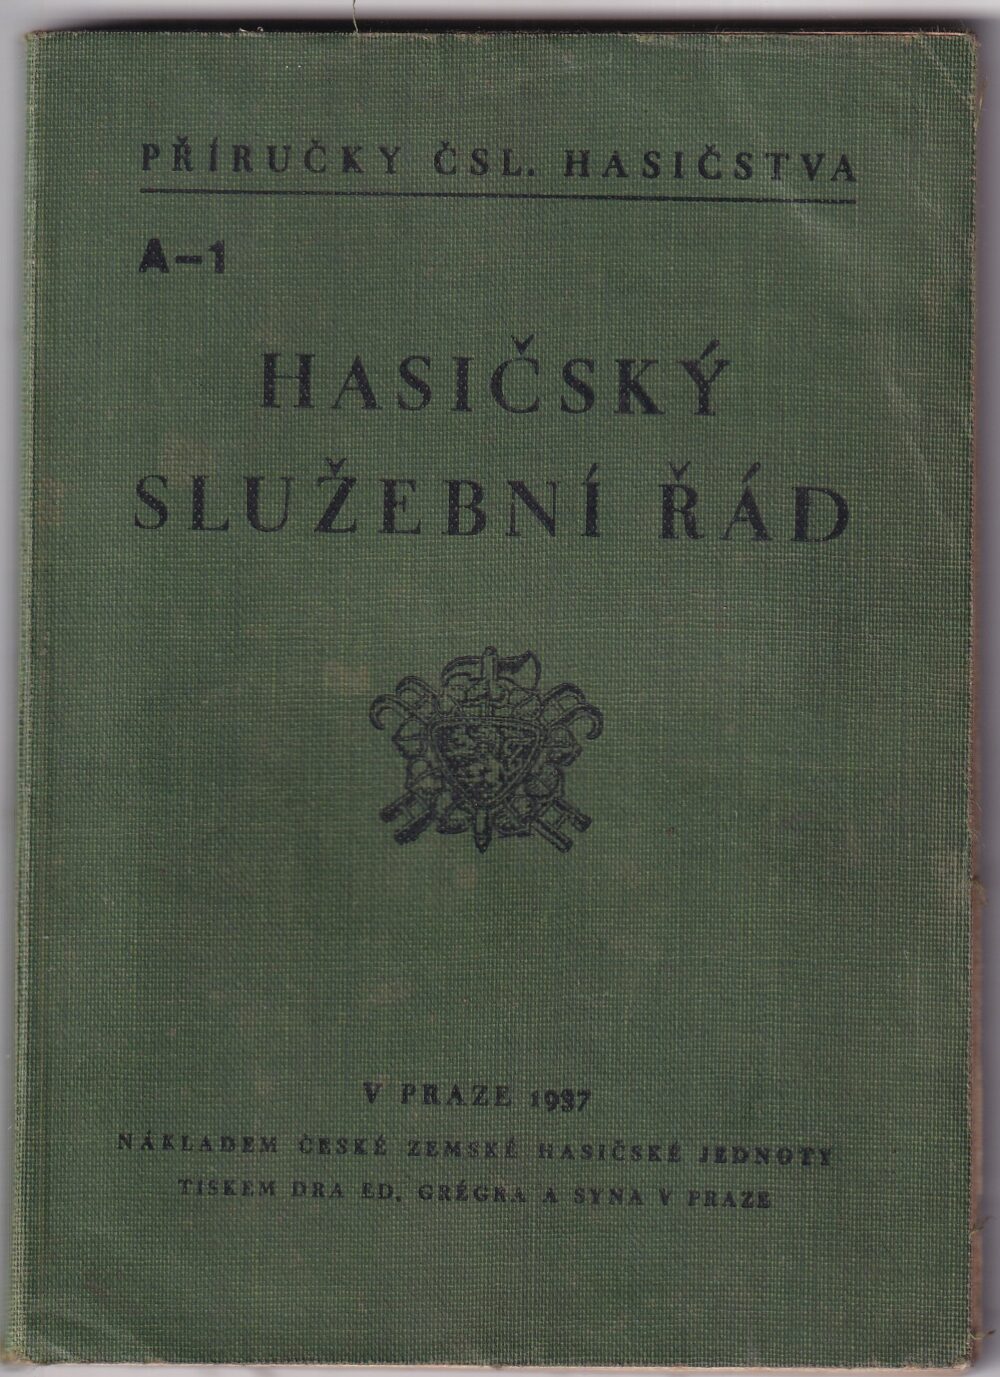 PŘÍRUČKY ČSL. HASIČSTVA
A-1
HASIČSKÝ
SLUŽEBNÍ ŘÁD
V PRAZE 1937
NÁKLADEM ČESKÉ ZEMSKÉ HASIČSKÉ JEDNOTY
TISKEM DRA ED. GRÉGRA A SYNA V PRAZE